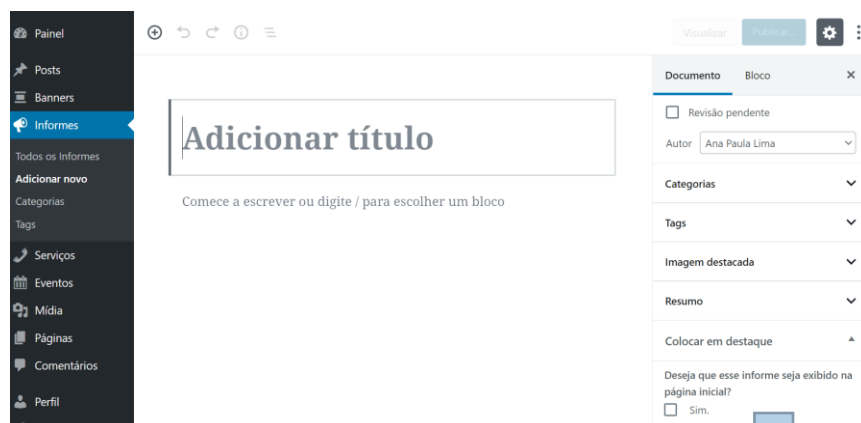 Painel
Posts
Banners
Informes
Todos os Informes
Adicionar novo
Categorias
Tags
Serviços
Eventos
Mídia
Páginas
Comentários
Perfil
Adicionar título
Comece a escrever ou digite / para escolher um bloco
Visualizar
Publicar...
Documento Bloco
Revisão pendente
Autor Ana Paula Lima
Categorias
Tags
Imagem destacada
Resumo
Colocar em destaque
Deseja que esse informe seja exibido na
página inicial?
Sim.